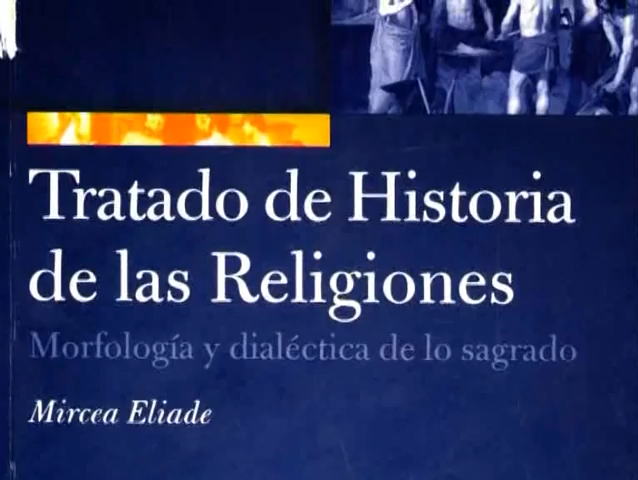 Tratado de Historia
de las Religiones
Morfología y dialéctica de lo sagrado
Mircea Eliade